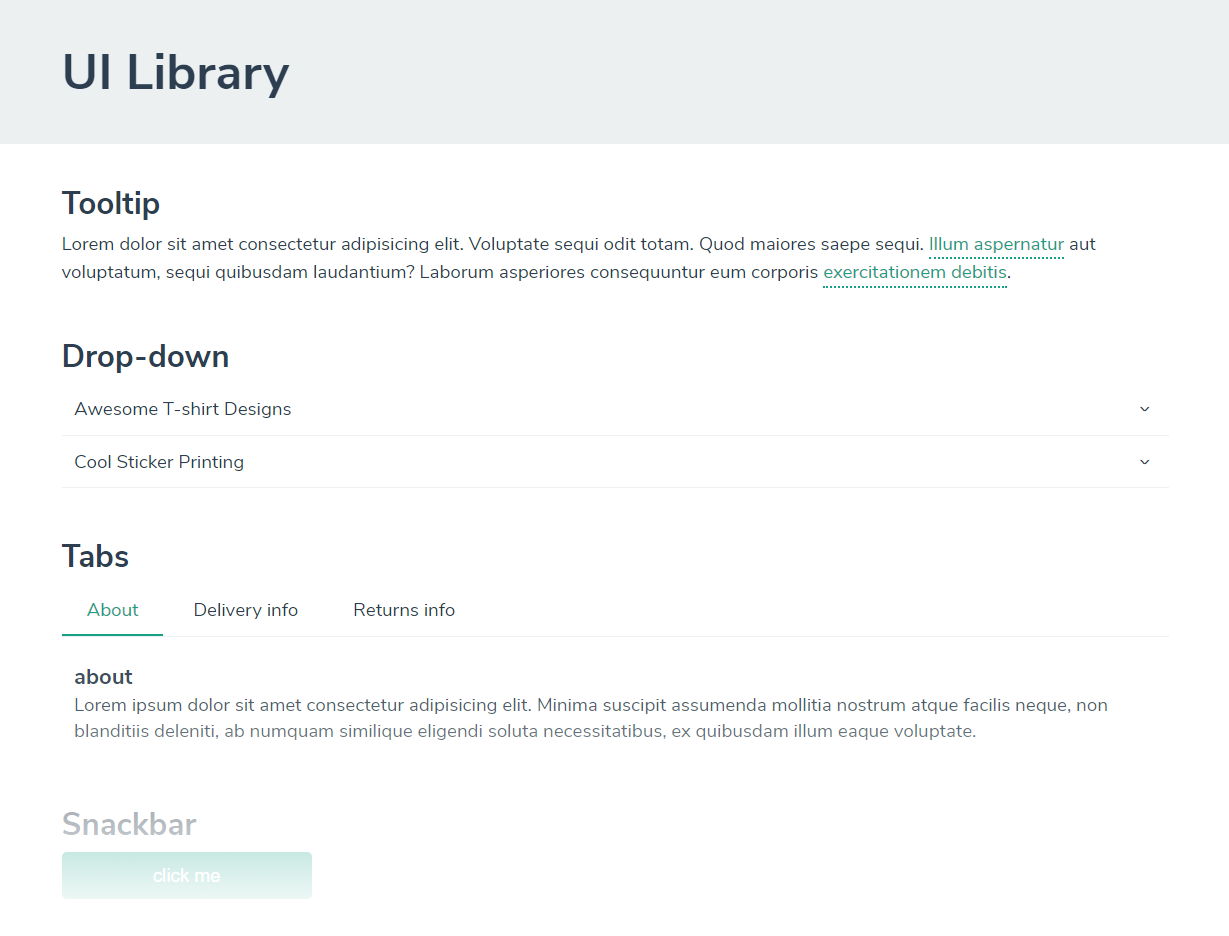 UI Library
Tooltip
Lorem dolor sit amet consectetur adipisicing elit. Voluptate sequi odit totam. Quod maiores saepe sequi. Illum aspernatur aut
voluptatum, sequi quibusdam laudantium? Laborum asperiores consequuntur eum corporis exercitationem debitis.
Drop-down
Awesome T-shirt Designs
Cool Sticker Printing
Tabs
About Delivery info Returns info
about
Lorem ipsum dolor sit amet consectetur adipisicing elit. Minima suscipit assumenda mollitia nostrum atque facilis neque, non
blanditiis deleniti, ab numquam similique eligendi soluta necessitatibus, ex quibusdam illum eaque voluptate.
Snackbar
click me